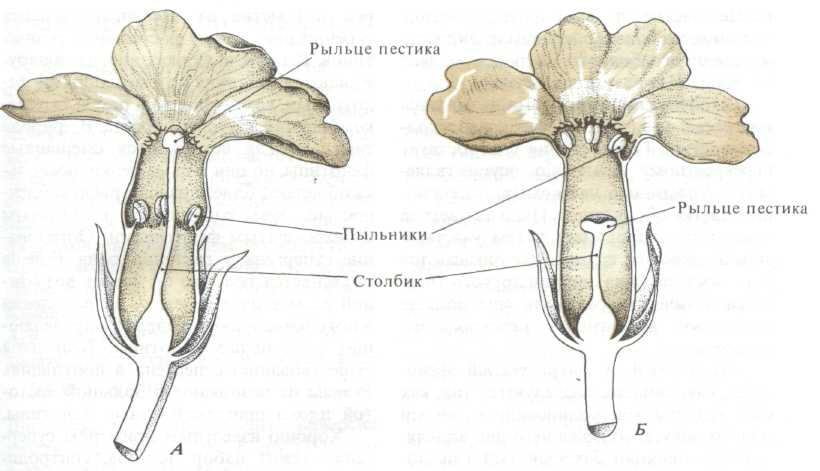 Рыльце пестика
Рыльце пестика
Пыльники
Столбик
А
Б